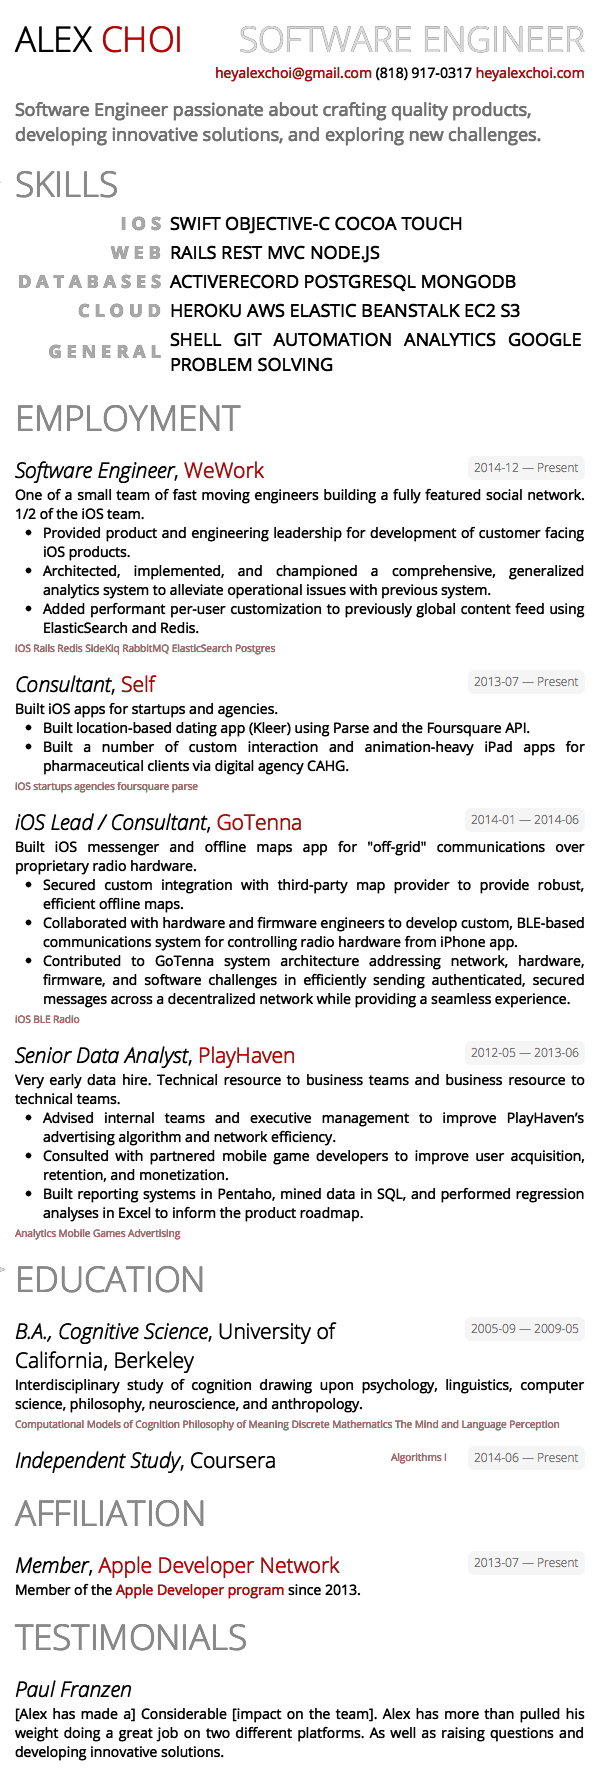 ALEX CHOI SOFTWARE ENGINEER
heyalexchoi@gmail.com (818) 917-0317 heyalexchoi.com
Software Engineer passionate about crafting quality products,
developing innovative solutions, and exploring new challenges.
SKILLS
IOS SWIFT OBJECTIVE-C COCOA TOUCH
WEB RAILS REST MVC NODE.JS
DATABASES ACTIVERECORD POSTGRESQL MONGODB
CLOUD HEROKU AWS ELASTIC BEANSTALK EC2 S3
GENERAL SHELL GIT AUTOMATION ANALYTICS GOOGLE
PROBLEM SOLVING
EMPLOYMENT
Software Engineer, WeWork 2014-12 — Present
One of a small team of fast moving engineers building a fully featured social network.
1/2 of the iOS team.
• Provided product and engineering leadership for development of customer facing
iOS products.
• Architected, implemented, and championed a comprehensive, generalized
analytics system to alleviate operational issues with previous system.
• Added performant per-user customization to previously global content feed using
ElasticSearch and Redis.
iOS Rails Redis SideKiq RabbitMQ ElasticSearch Postgres
Consultant, Self 2013-07 — Present
Built iOS apps for startups and agencies.
• Built location-based dating app (Kleer) using Parse and the Foursquare API.
• Built a number of custom interaction and animation-heavy iPad apps for
pharmaceutical clients via digital agency CAHG.
iOS startups agencies foursquare parse
iOS Lead / Consultant, GoTenna 2014-01 — 2014-06
Built iOS messenger and offline maps app for "off-grid" communications over
proprietary radio hardware.
• Secured custom integration with third-party map provider to provide robust,
efficient offline maps.
• Collaborated with hardware and firmware engineers to develop custom, BLE-based
communications system for controlling radio hardware from iPhone app.
• Contributed to GoTenna system architecture addressing network, hardware,
firmware, and software challenges in efficiently sending authenticated, secured
messages across a decentralized network while providing a seamless experience.
iOS BLE Radio
Senior Data Analyst, PlayHaven 2012-05 — 2013-06
Very early data hire. Technical resource to business teams and business resource to
technical teams.
• Advised internal teams and executive management to improve PlayHaven’s
advertising algorithm and network efficiency.
• Consulted with partnered mobile game developers to improve user acquisition,
retention, and monetization.
• Built reporting systems in Pentaho, mined data in SQL, and performed regression
analyses in Excel to inform the product roadmap.
Analytics Mobile Games Advertising
EDUCATION
B.A., Cognitive Science, University of 2005-09 — 2009-05
California, Berkeley
Interdisciplinary study of cognition drawing upon psychology, linguistics, computer
science, philosophy, neuroscience, and anthropology.
Computational Models of Cognition Philosophy of Meaning Discrete Mathematics The Mind and Language Perception
Independent Study, Coursera Algorithms I 2014-06 — Present
AFFILIATION
Member, Apple Developer Network 2013-07 — Present
Member of the Apple Developer program since 2013.
TESTIMONIALS
Paul Franzen
[Alex has made a] Considerable [impact on the team]. Alex has more than pulled his
weight doing a great job on two different platforms. As well as raising questions and
developing innovative solutions.